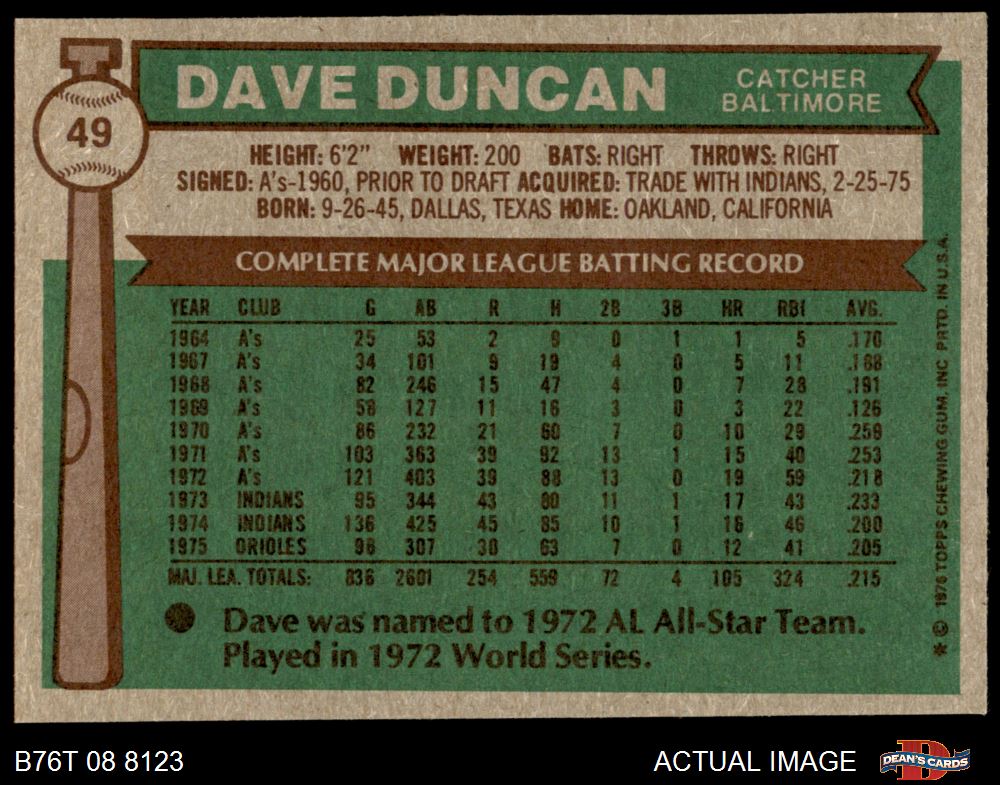 DAVE DUNCAN
CATCHER
BALTIMORE
49
HEIGHT: 6'2" WEIGHT: 200 BATS: RIGHT THROWS: RIGHT
SIGNED: A's-1960, PRIOR TO DRAFT ACQUIRED: TRADE WITH INDIANS, 2-25-75
BORN: 9-26-45, DALLAS, TEXAS HOME: OAKLAND, CALIFORNIA
COMPLETE MAJOR LEAGUE BATTING RECORD
YEAR CLUB G AB R H 2B 3B HR RBI AVG.
1964 A's 25 53 2 9 0 1 1 5 .170
1967 A's 34 101 9 19 4 0 5 11 .188
1968 A's 82 246 15 47 4 0 7 28 .191
1969 A's 58 127 11 16 3 0 3 22 .126
1970 A's 86 232 21 60 7 0 10 29 .259
1971 A's 103 363 39 92 13 1 15 40 .253
1972 A's 121 403 39 88 13 0 19 59 .218
1973 INDIANS 95 344 43 80 11 1 17 43 .233
1974 INDIANS 136 425 45 85 10 1 16 46 .200
1975 ORIOLES 96 307 30 63 7 0 12 41 .205
MAJ. LEA. TOTALS: 836 2601 254 559 72 4 105 324 .215
Dave was named to 1972 AL All-Star Team.
Played in 1972 World Series.
* © 1976 TOPPS CHEWING GUM, INC PRTD. IN U.S.A.
B76T 08 8123
ACTUAL IMAGE
DEAN'S CARDS